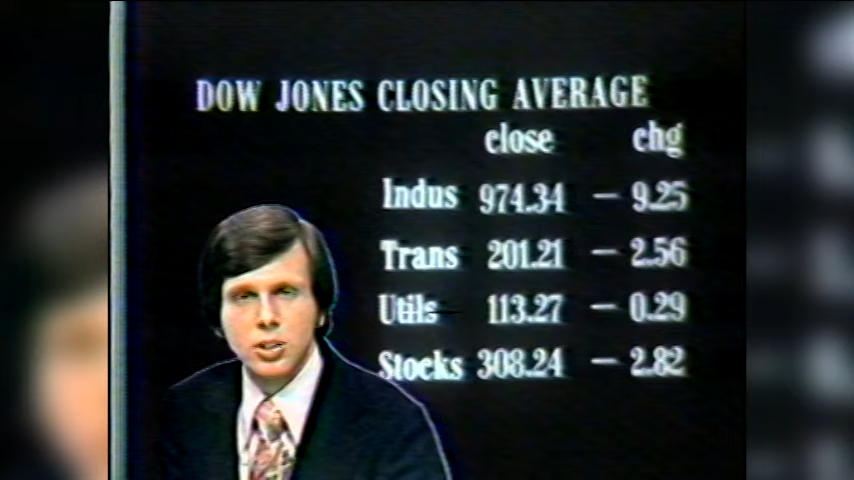 DOW JONES CLOSING AVERAGE
close chg
Indus 974.34 — 9.25
Trans 201.21 — 2.56
Utils 113.27 — 0.29
Stocks 308.24 — 2.82